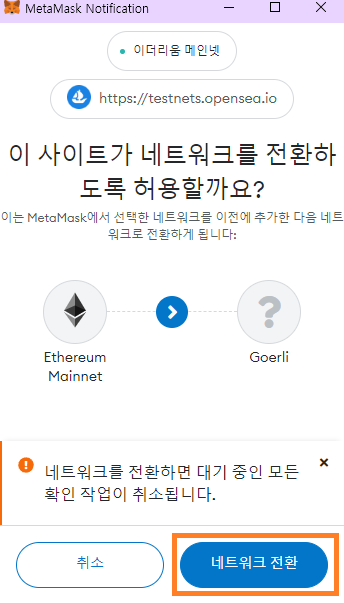 MetaMask Notification
이더리움 메인넷
https://testnets.opensea.io
이 사이트가 네트워크를 전환하
도록 허용할까요?
이는 MetaMask에서 선택한 네트워크를 이전에 추가한 다음 네트
워크로 전환하게 됩니다:
?
Ethereum
Mainnet
Goerli
네트워크를 전환하면 대기 중인 모든
확인 작업이 취소됩니다.
취소
네트워크 전환